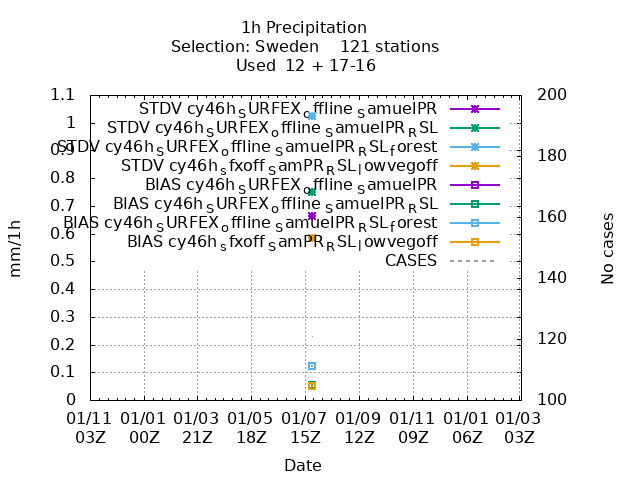 1h Precipitation
Selection: Sweden 121 stations
Used 12 + 17-16
mm/1h
No cases
1.1
1
0.9
0.8
0.7
0.6
0.5
0.4
0.3
0.2
0.1
0
200
180
160
140
120
100
STDV cy46h_SURFEX_offline_SamuelPR
STDV cy46h_SURFEX_offline_SamuelPR_RSL
STDV cy46h_SURFEX_offline_SamuelPR_RSL_forest
STDV cy46h_sfxoff_SamPR_RSL_lowvegoff
BIAS cy46h_SURFEX_offline_SamuelPR
BIAS cy46h_SURFEX_offline_SamuelPR_RSL
BIAS cy46h_SURFEX_offline_SamuelPR_RSL_forest
BIAS cy46h_sfxoff_SamPR_RSL_lowvegoff
CASES
01/11 01/01 01/03 01/05 01/07 01/09 01/11 01/01 01/03
03Z 00Z 21Z 18Z 15Z 12Z 09Z 06Z 03Z
Date